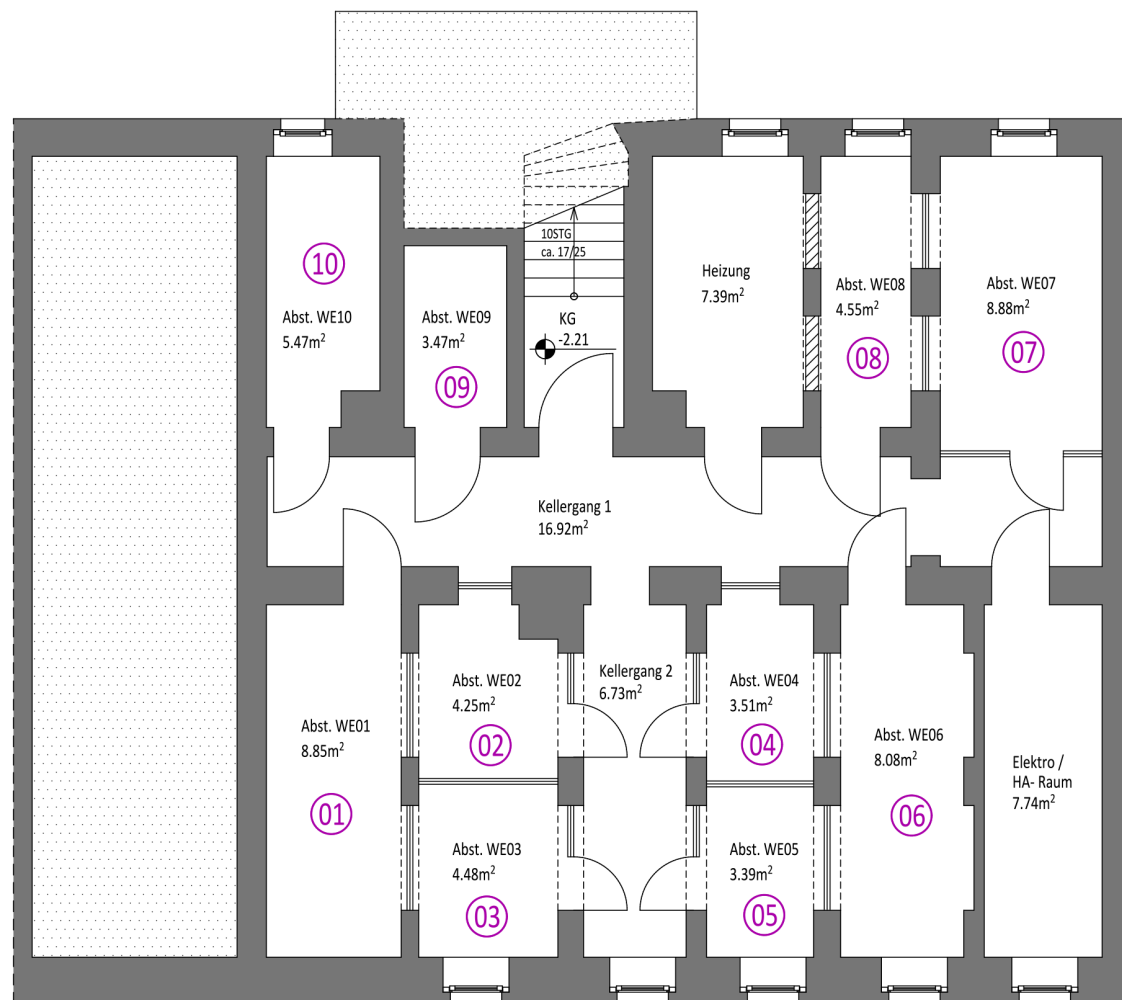 10STG
ca. 17/25
KG
-2.21
10
Abst. WE10
5.47m²
Abst. WE09
3.47m²
09
Heizung
7.39m²
Abst. WE08
4.55m²
08
Abst. WE07
8.88m²
07
Kellergang 1
16.92m²
Abst. WE01
8.85m²
01
Abst. WE02
4.25m²
02
Kellergang 2
6.73m²
Abst. WE04
3.51m²
04
Abst. WE06
8.08m²
06
Elektro /
HA- Raum
7.74m²
Abst. WE03
4.48m²
03
Abst. WE05
3.39m²
05